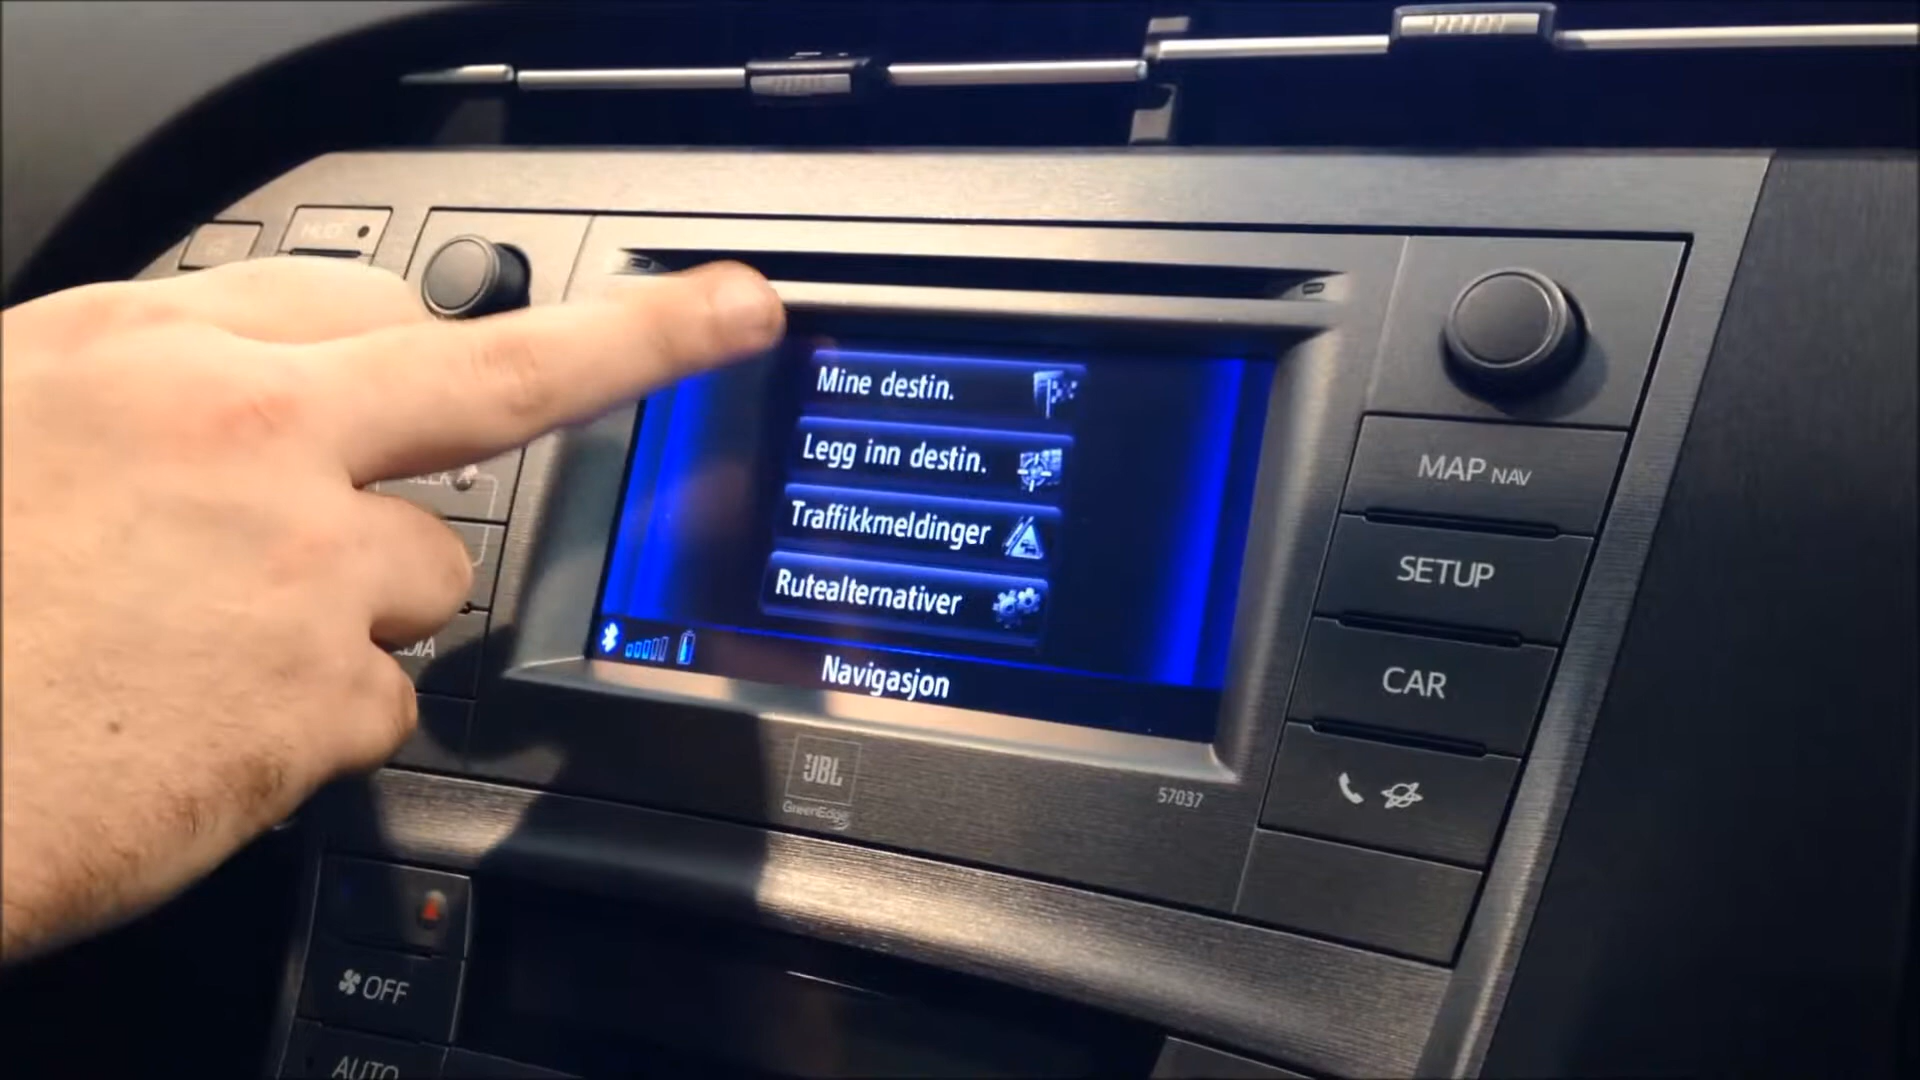 Mine destin.
Legg inn destin.
Traffikkmeldinger
Rutealternativer
Navigasjon
MAP NAV
SETUP
CAR
JBL
GreenEdge
57037
OFF
AUTO